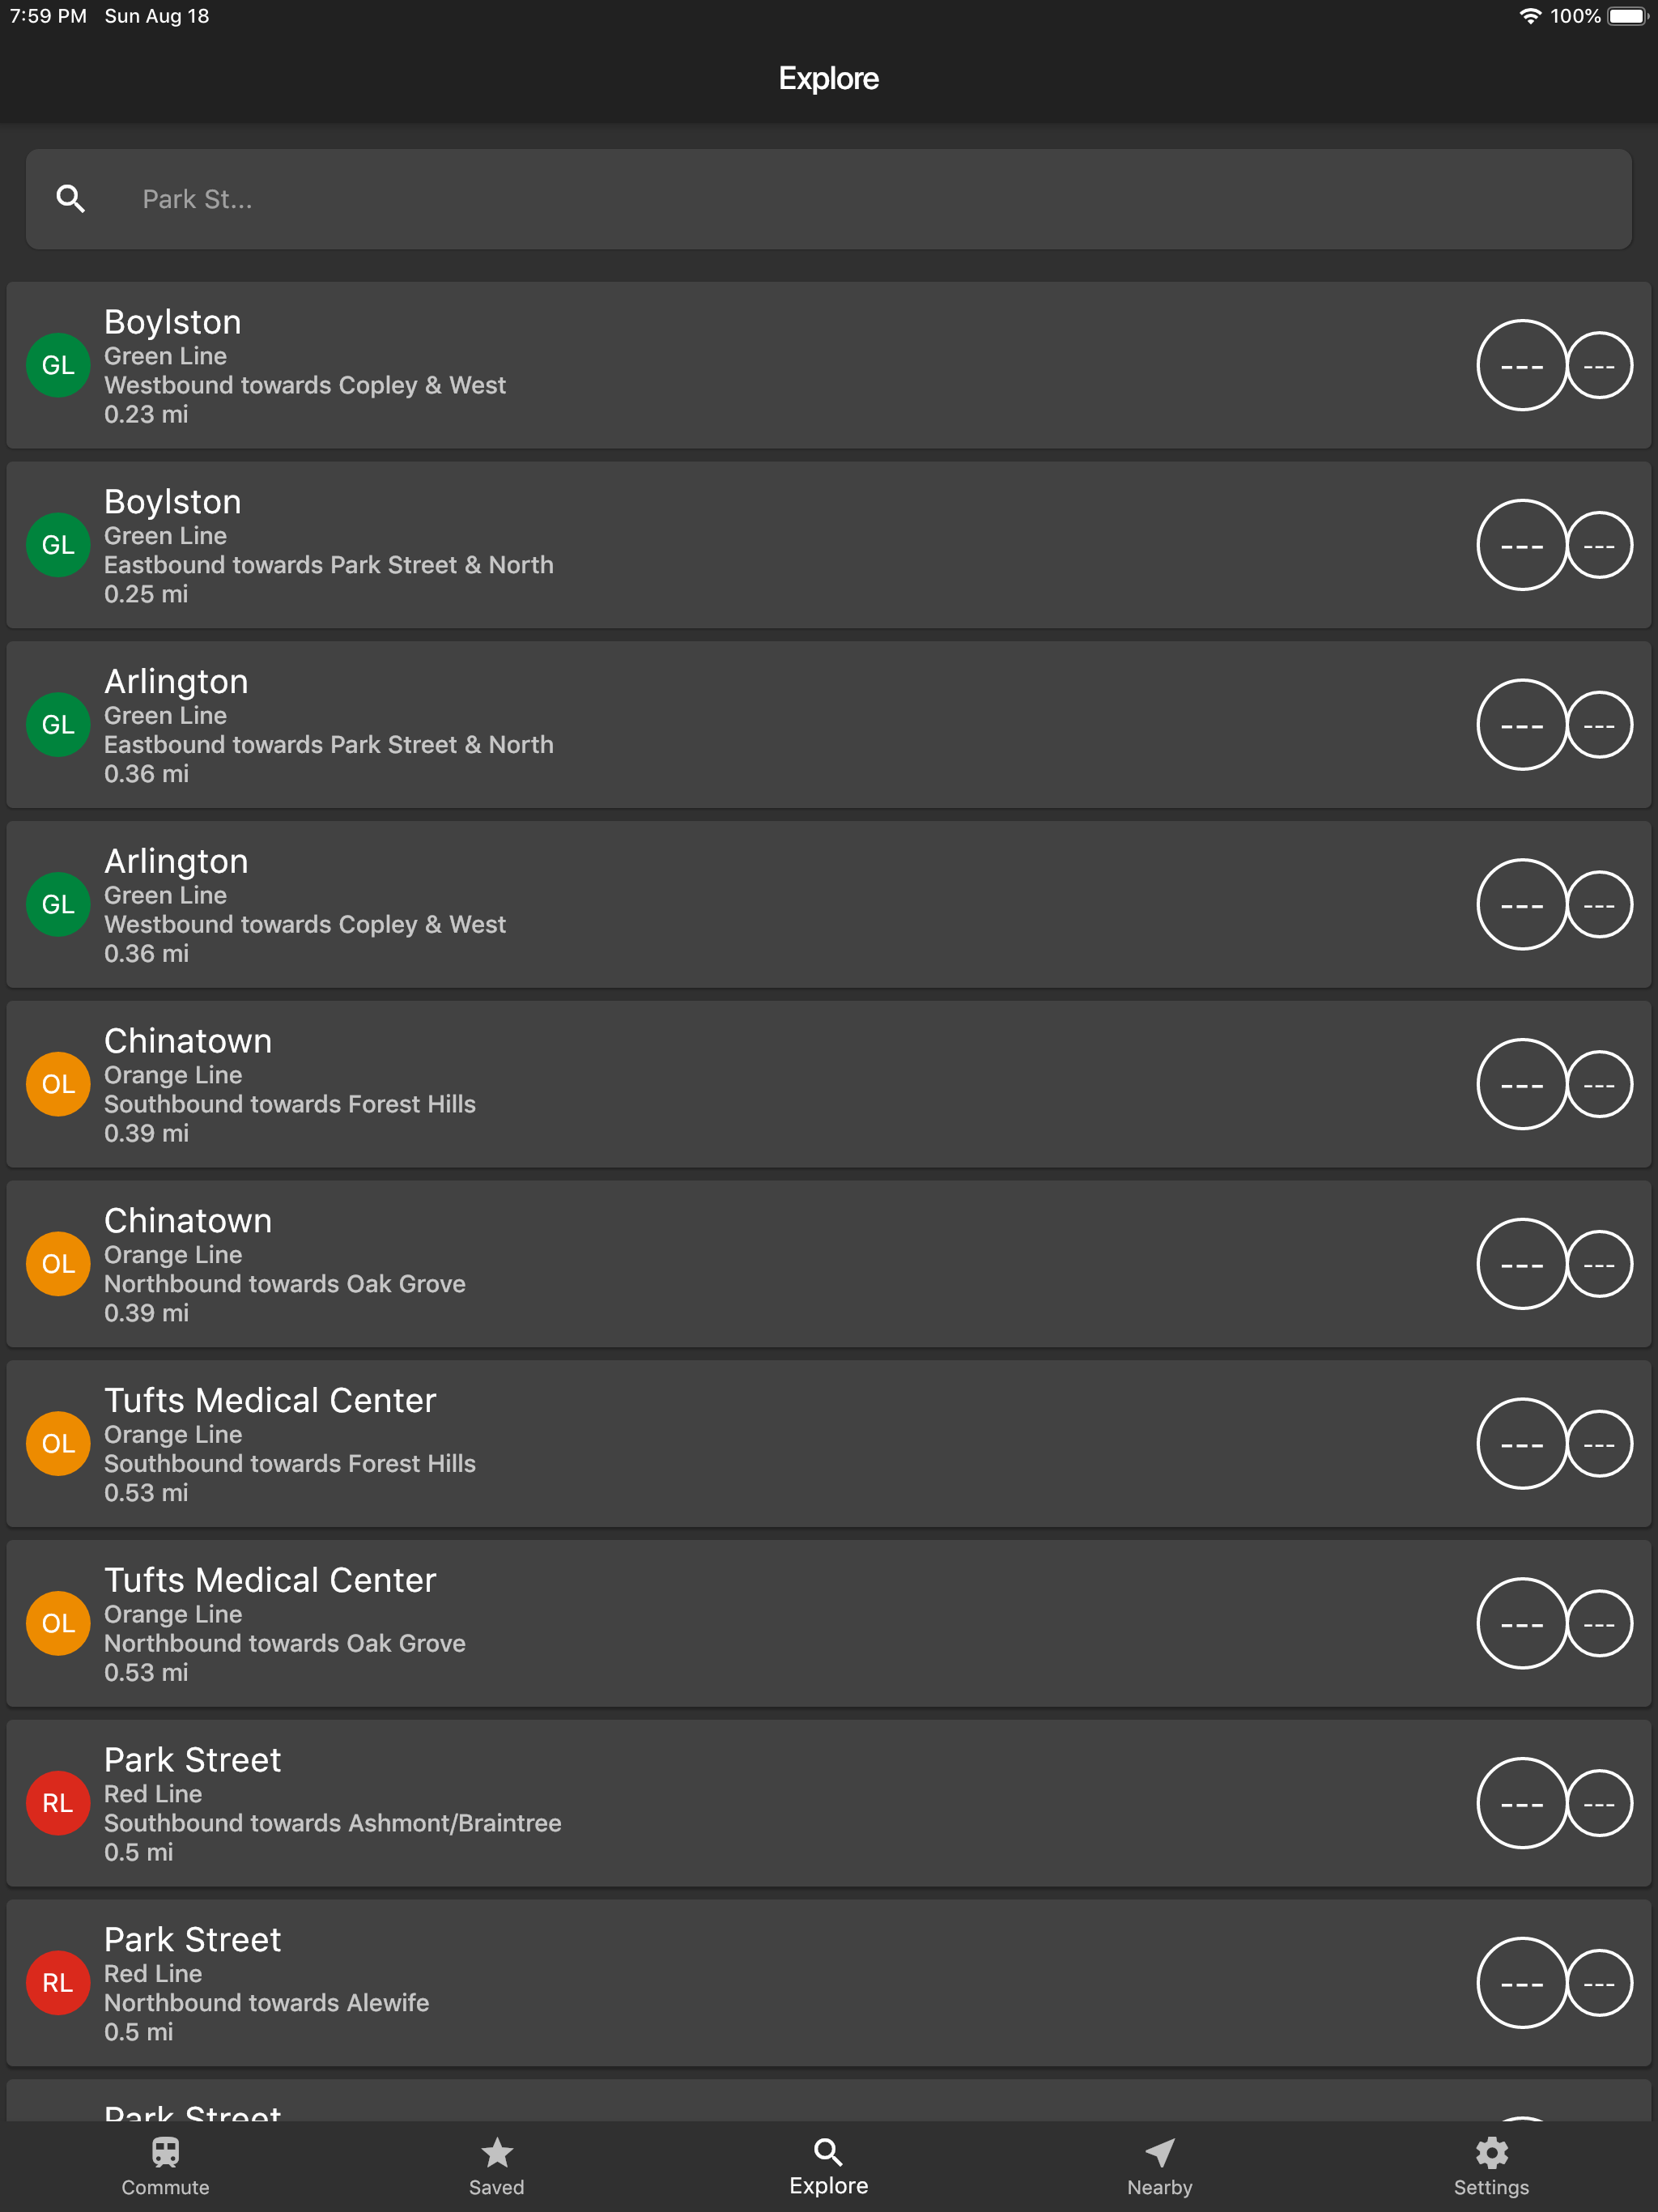 7:59 PM Sun Aug 18 100%
Explore
Park St...
Boylston
GL
Green Line
Westbound towards Copley & West
0.23 mi
--- ---
Boylston
GL
Green Line
Eastbound towards Park Street & North
0.25 mi
--- ---
Arlington
GL
Green Line
Eastbound towards Park Street & North
0.36 mi
--- ---
Arlington
GL
Green Line
Westbound towards Copley & West
0.36 mi
--- ---
Chinatown
OL
Orange Line
Southbound towards Forest Hills
0.39 mi
--- ---
Chinatown
OL
Orange Line
Northbound towards Oak Grove
0.39 mi
--- ---
Tufts Medical Center
OL
Orange Line
Southbound towards Forest Hills
0.53 mi
--- ---
Tufts Medical Center
OL
Orange Line
Northbound towards Oak Grove
0.53 mi
--- ---
Park Street
RL
Red Line
Southbound towards Ashmont/Braintree
0.5 mi
--- ---
Park Street
RL
Red Line
Northbound towards Alewife
0.5 mi
--- ---
Park Street
Commute Saved Explore Nearby Settings